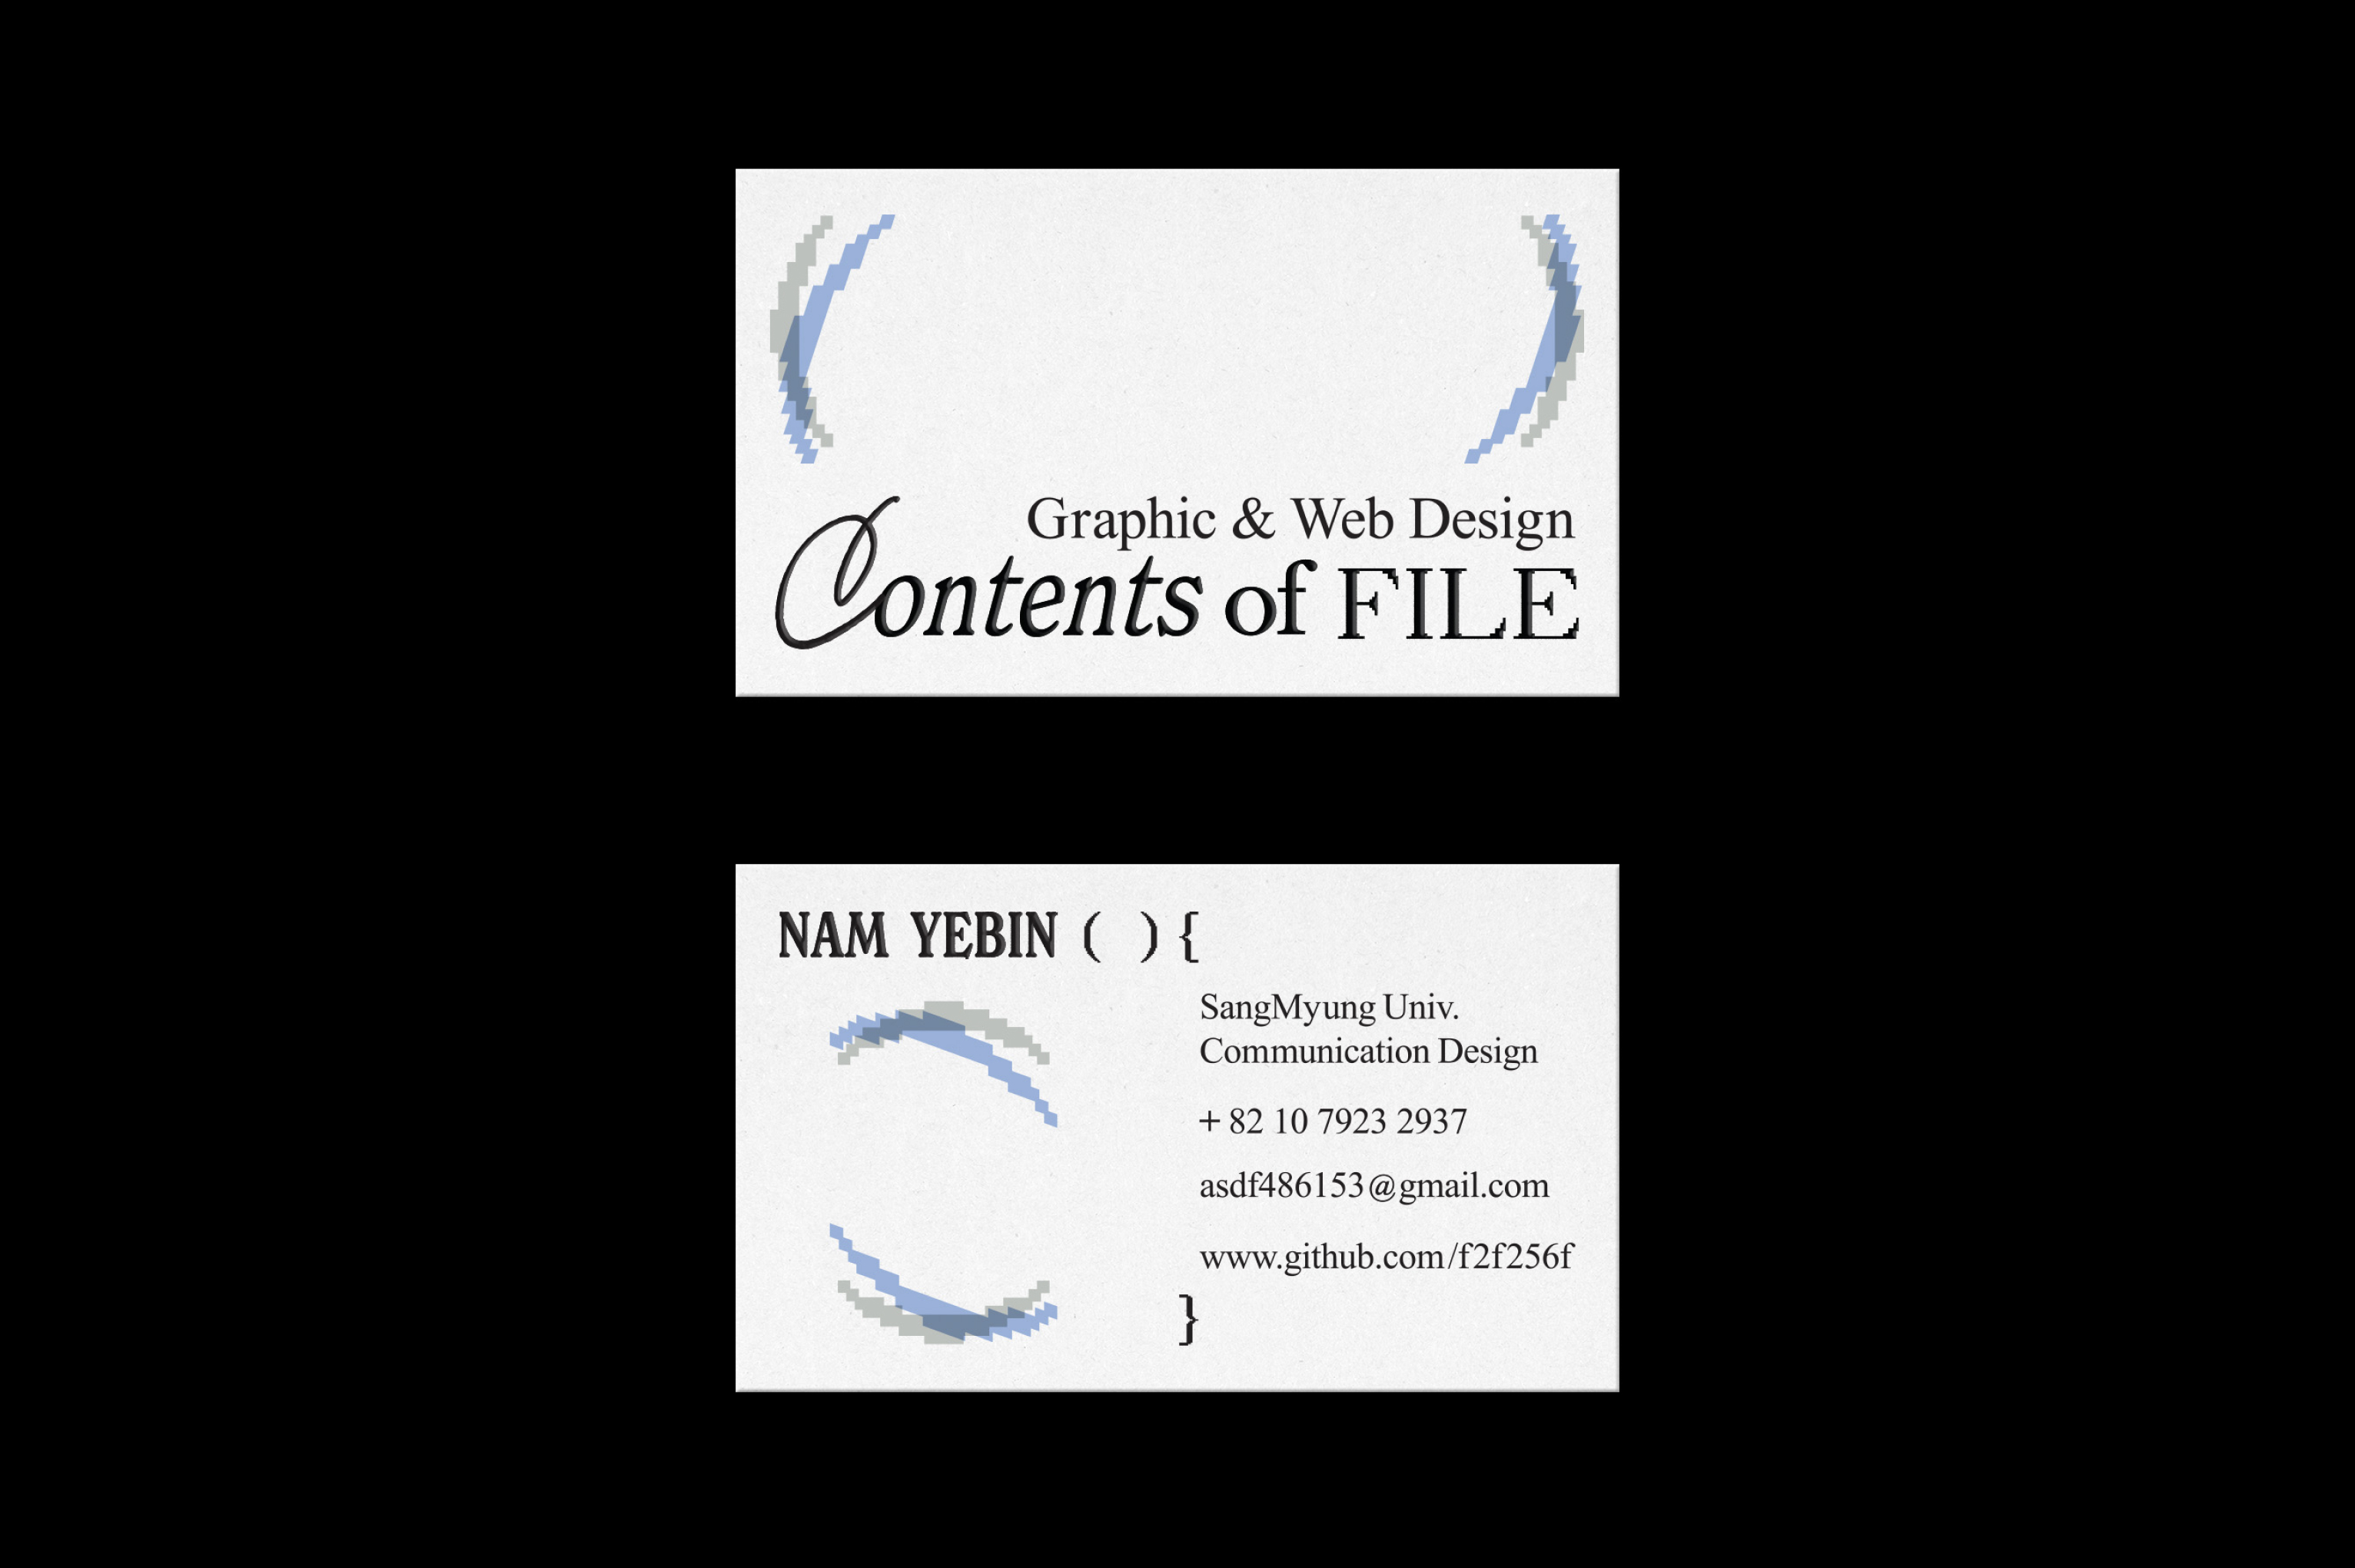 Graphic & Web Design
Contents of FILE
NAM YEBIN ( ) {
SangMyung Univ.
Communication Design
+ 82 10 7923 2937
asdf486153@gmail.com
www.github.com/f2f256f
}